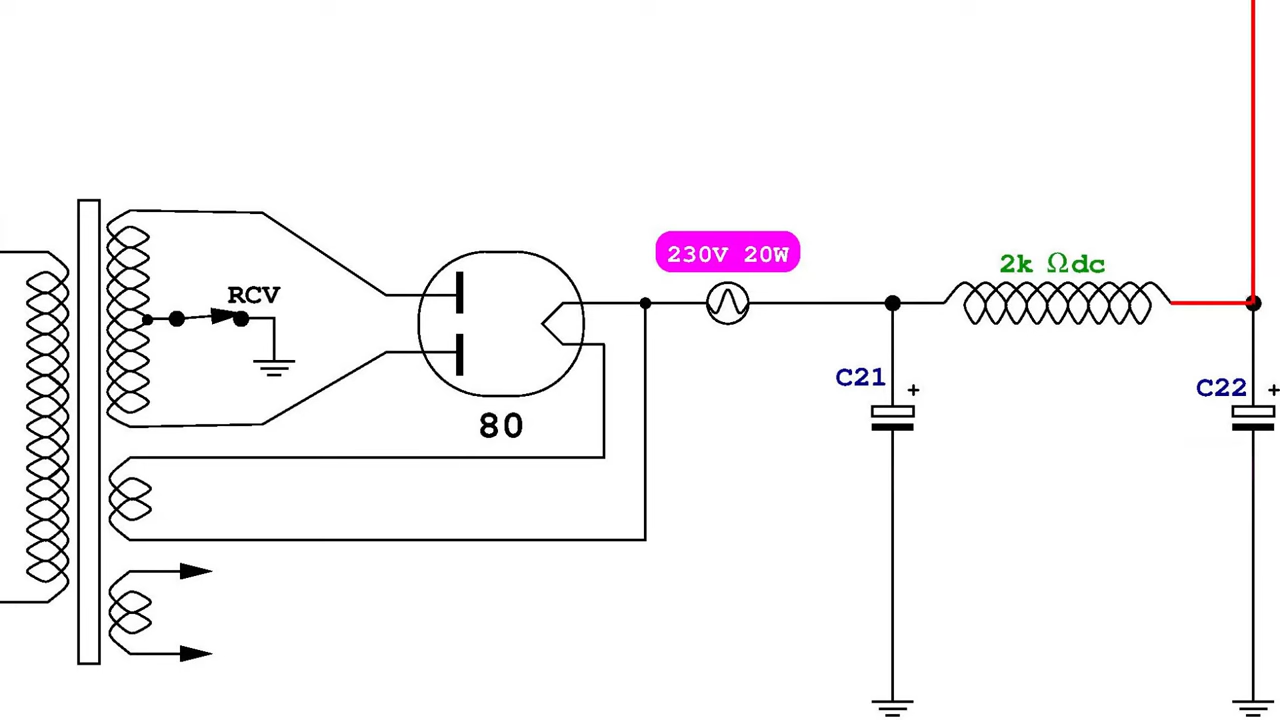 230V 20W
2k Ωdc
RCV
C21
+
C22
+
80